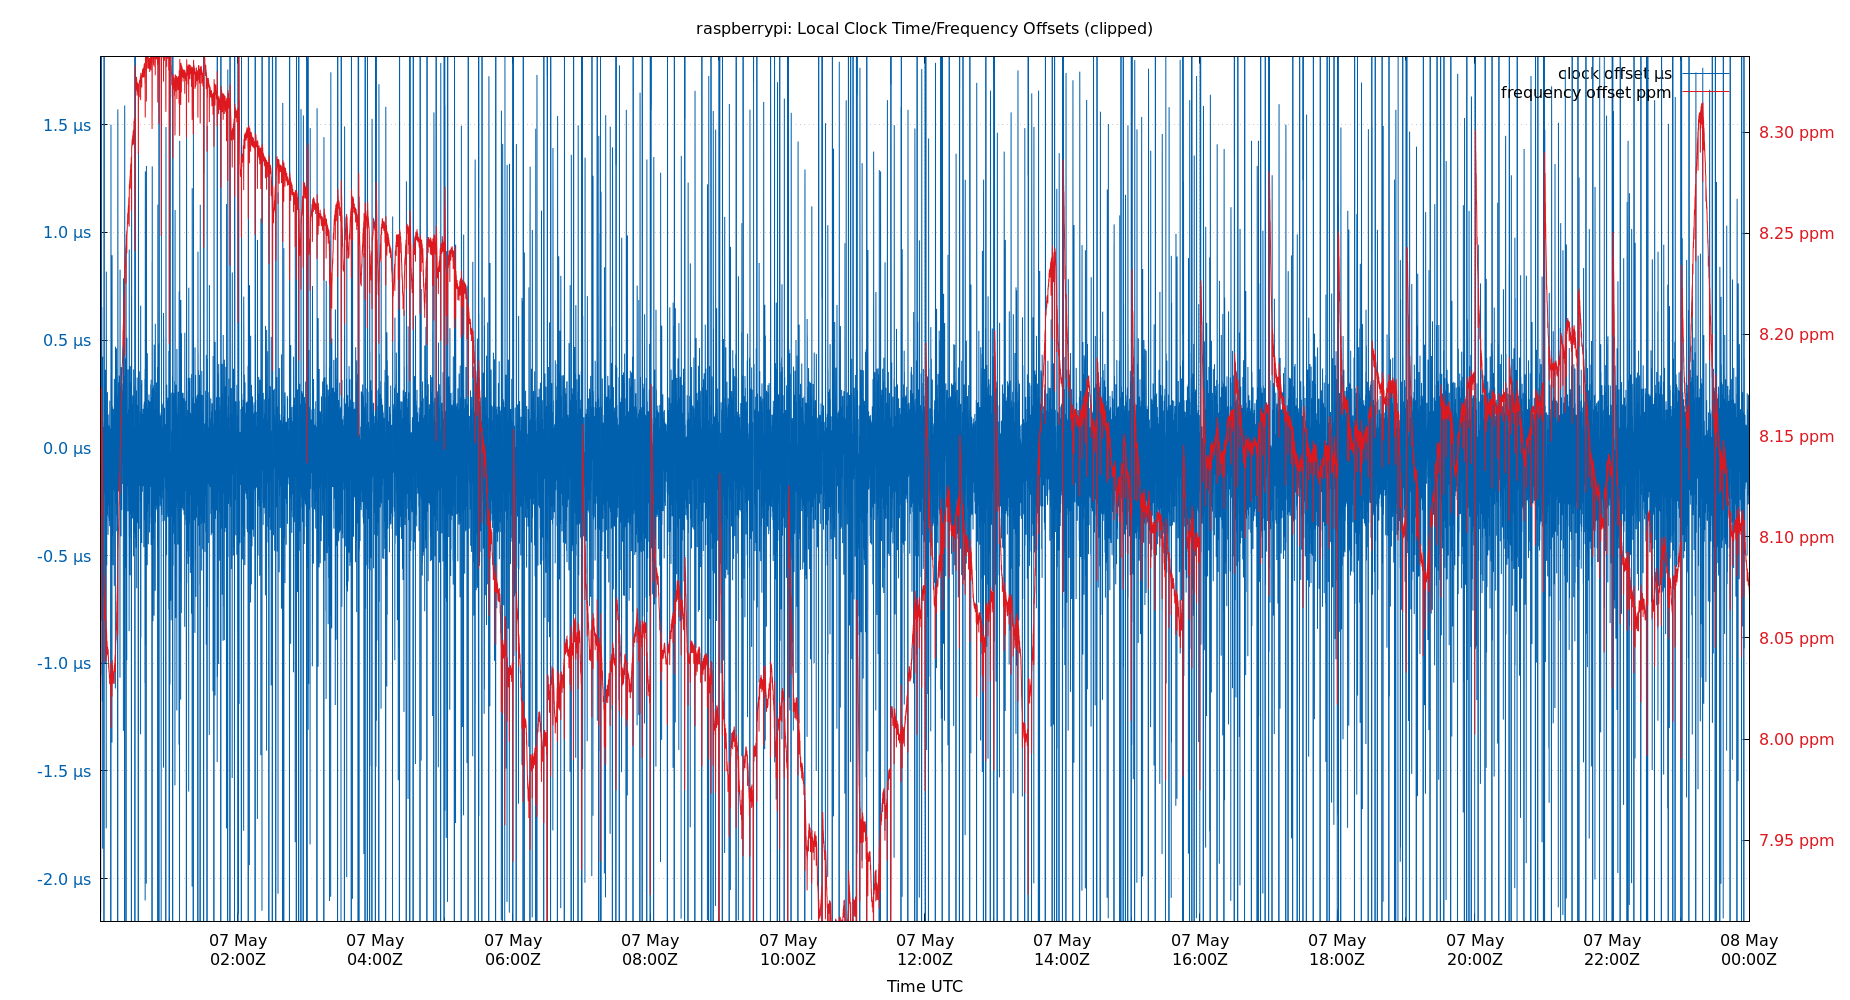 raspberrypi: Local Clock Time/Frequency Offsets (clipped)
clock offset µs
frequency offset ppm
1.5 µs
1.0 µs
0.5 µs
0.0 µs
-0.5 µs
-1.0 µs
-1.5 µs
-2.0 µs
8.30 ppm
8.25 ppm
8.20 ppm
8.15 ppm
8.10 ppm
8.05 ppm
8.00 ppm
7.95 ppm
07 May 07 May 07 May 07 May 07 May 07 May 07 May 07 May 07 May 07 May 07 May 08 May
02:00Z 04:00Z 06:00Z 08:00Z 10:00Z 12:00Z 14:00Z 16:00Z 18:00Z 20:00Z 22:00Z 00:00Z
Time UTC